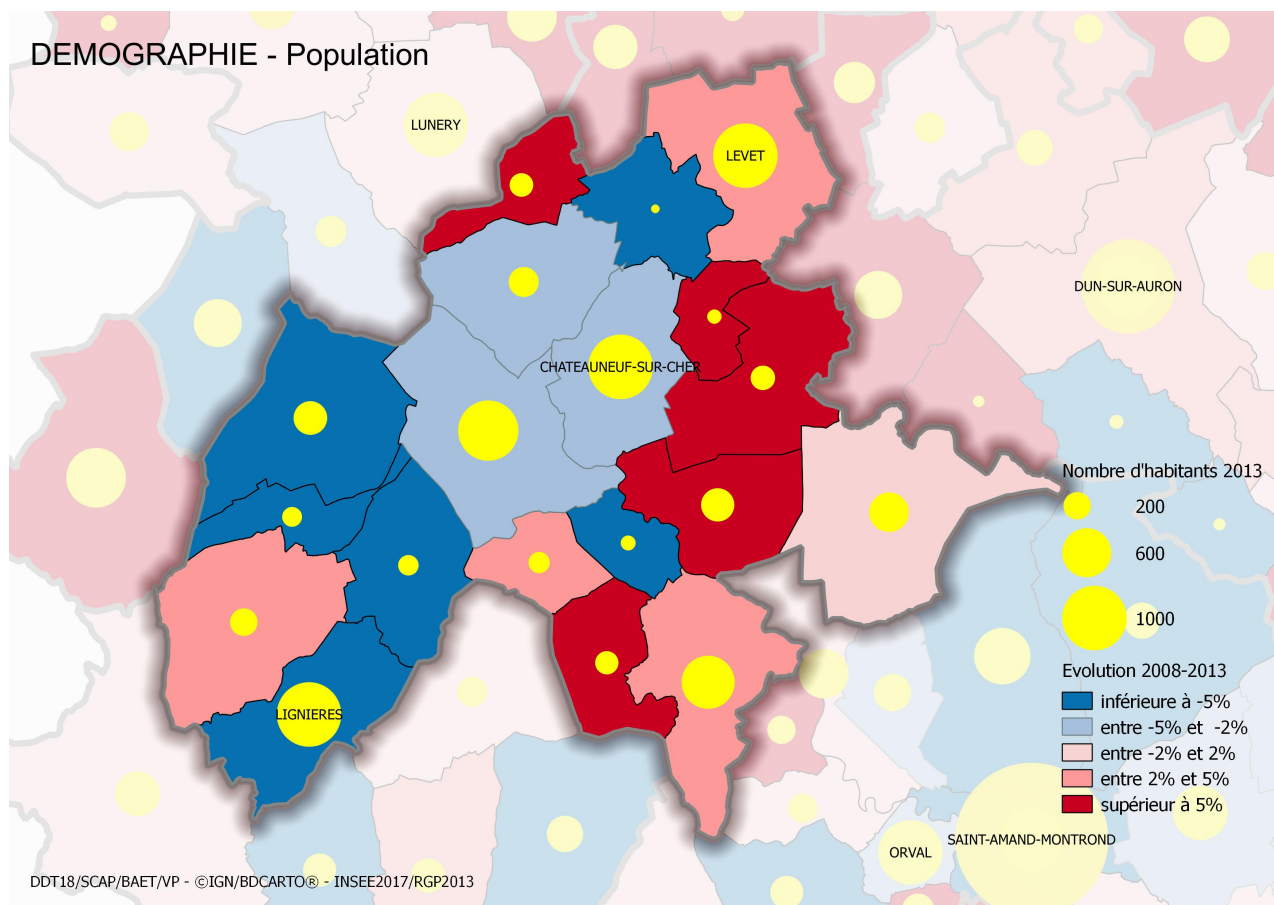 DEMOGRAPHIE - Population
LUNERY
LEVET
DUN-SUR-AURON
CHATEAUNEUF-SUR-CHER
LIGNIERES
Nombre d'habitants 2013
200
600
1000
Evolution 2008-2013
inférieure à -5%
entre -5% et -2%
entre -2% et 2%
entre 2% et 5%
supérieur à 5%
SAINT-AMAND-MONTROND
ORVAL
DDT18/SCAP/BAET/VP - ©IGN/BDCARTO® - INSEE2017/RGP2013